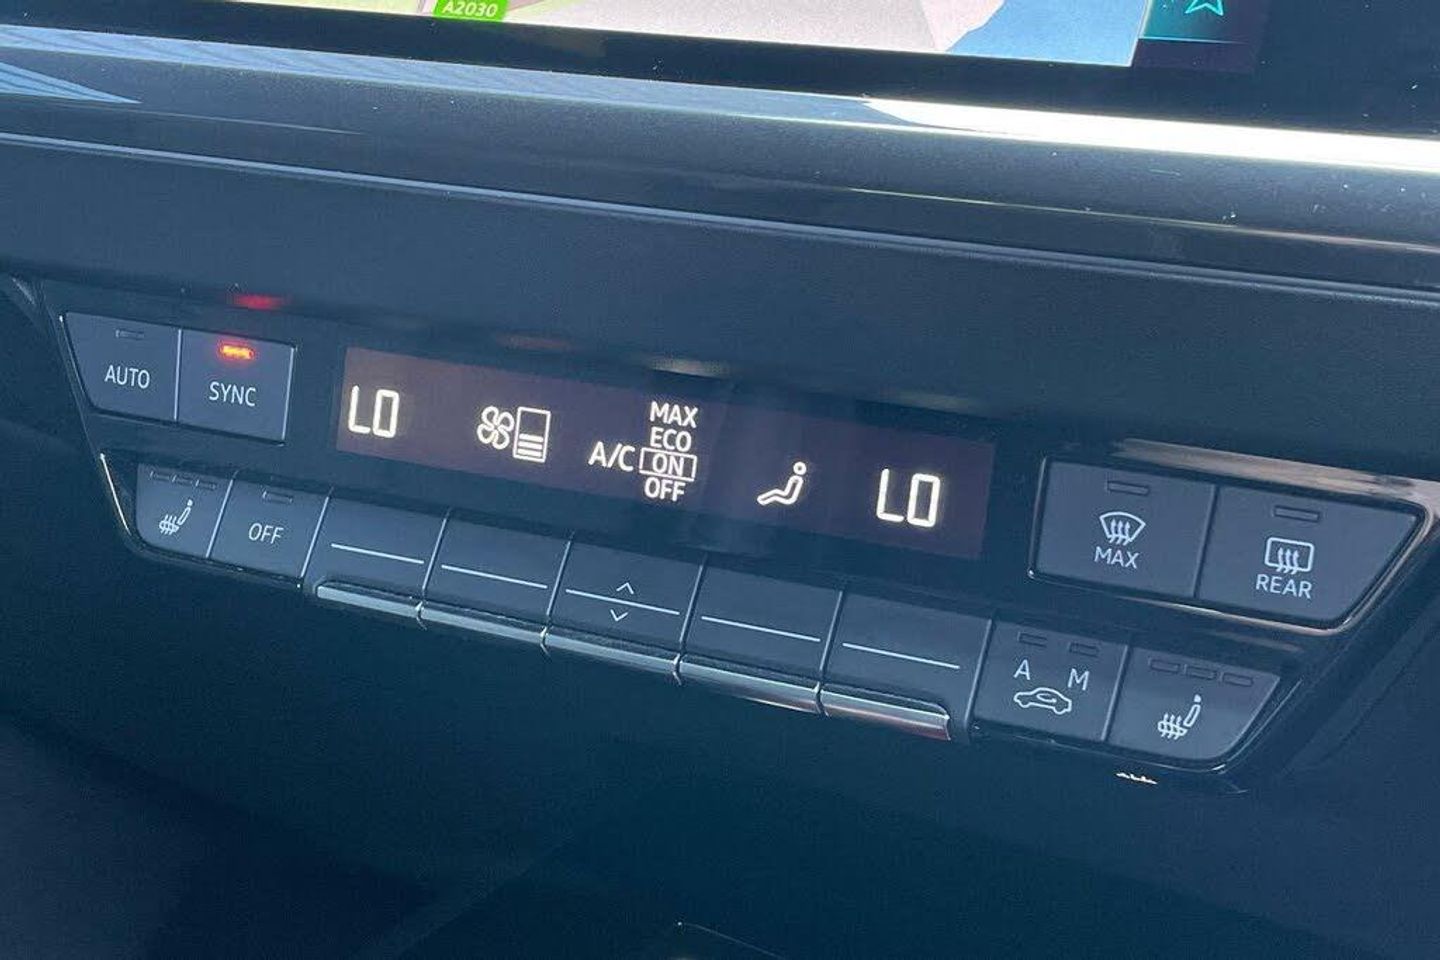 A2030
AUTO
SYNC
LO
A/C
MAX
ECO
ON
OFF
LO
MAX
REAR
OFF
A M